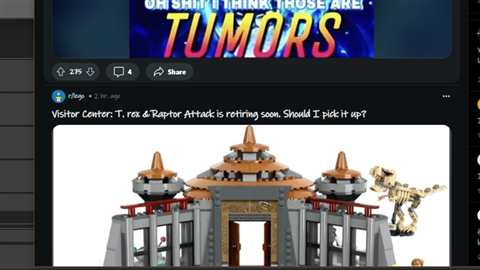 OH SHIT I THINK THOSE ARE
TUMORS
275
4
Share
r/lego • 2 hr. ago
Visitor Center: T. rex & Raptor Attack is retiring soon. Should I pick it up?